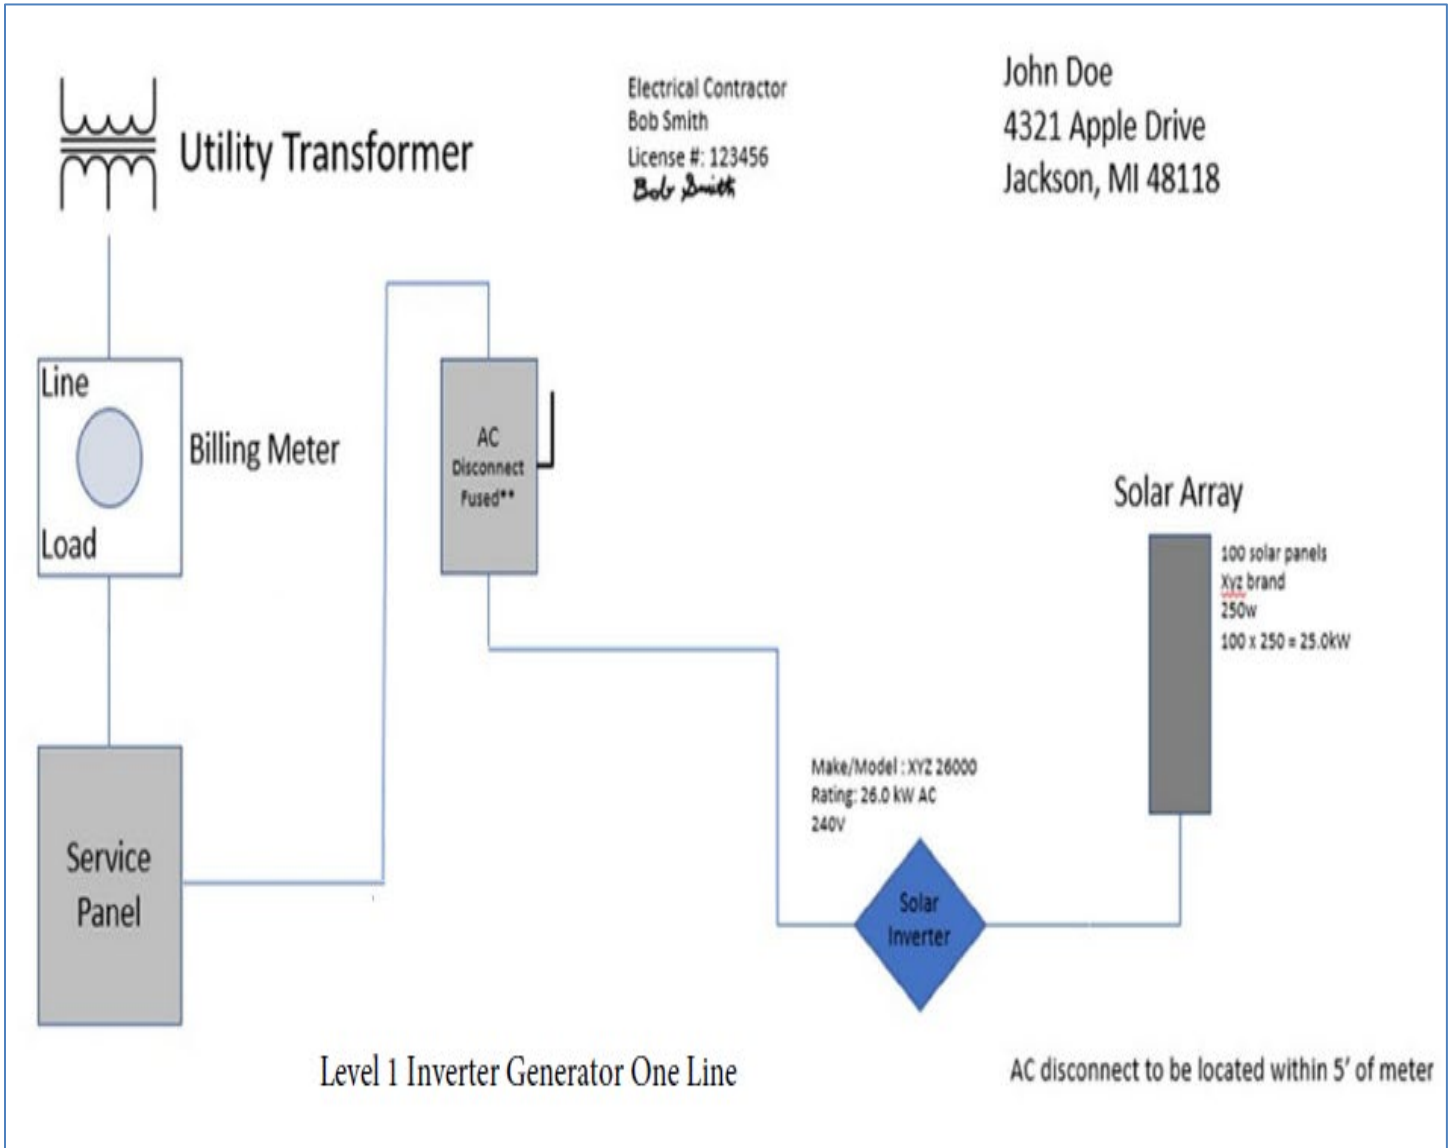 Utility Transformer
Electrical Contractor
Bob Smith
License #: 123456
Bob Smith
John Doe
4321 Apple Drive
Jackson, MI 48118
Line
Load
Billing Meter
AC
Disconnect
Fused**
Solar Array
100 solar panels
Xyz brand
250w
100 x 250 = 25.0kW
Make/Model : XYZ 26000
Rating: 26.0 kW AC
240V
Solar
Inverter
Service
Panel
Level 1 Inverter Generator One Line
AC disconnect to be located within 5' of meter